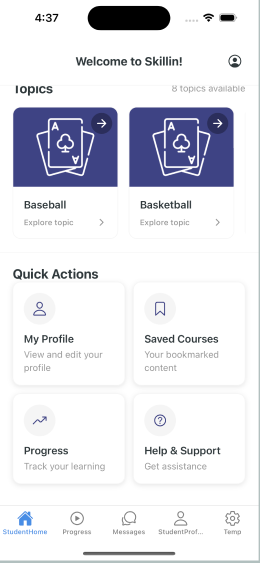 4:37
Welcome to Skillin!
Topics
8 topics available
A
A
A
A
Baseball
Basketball
Explore topic
Explore topic
Quick Actions
My Profile
Saved Courses
View and edit your
profile
Your bookmarked
content
Progress
Help & Support
Track your learning
Get assistance
StudentHome
Progress
Messages
StudentProf...
Temp